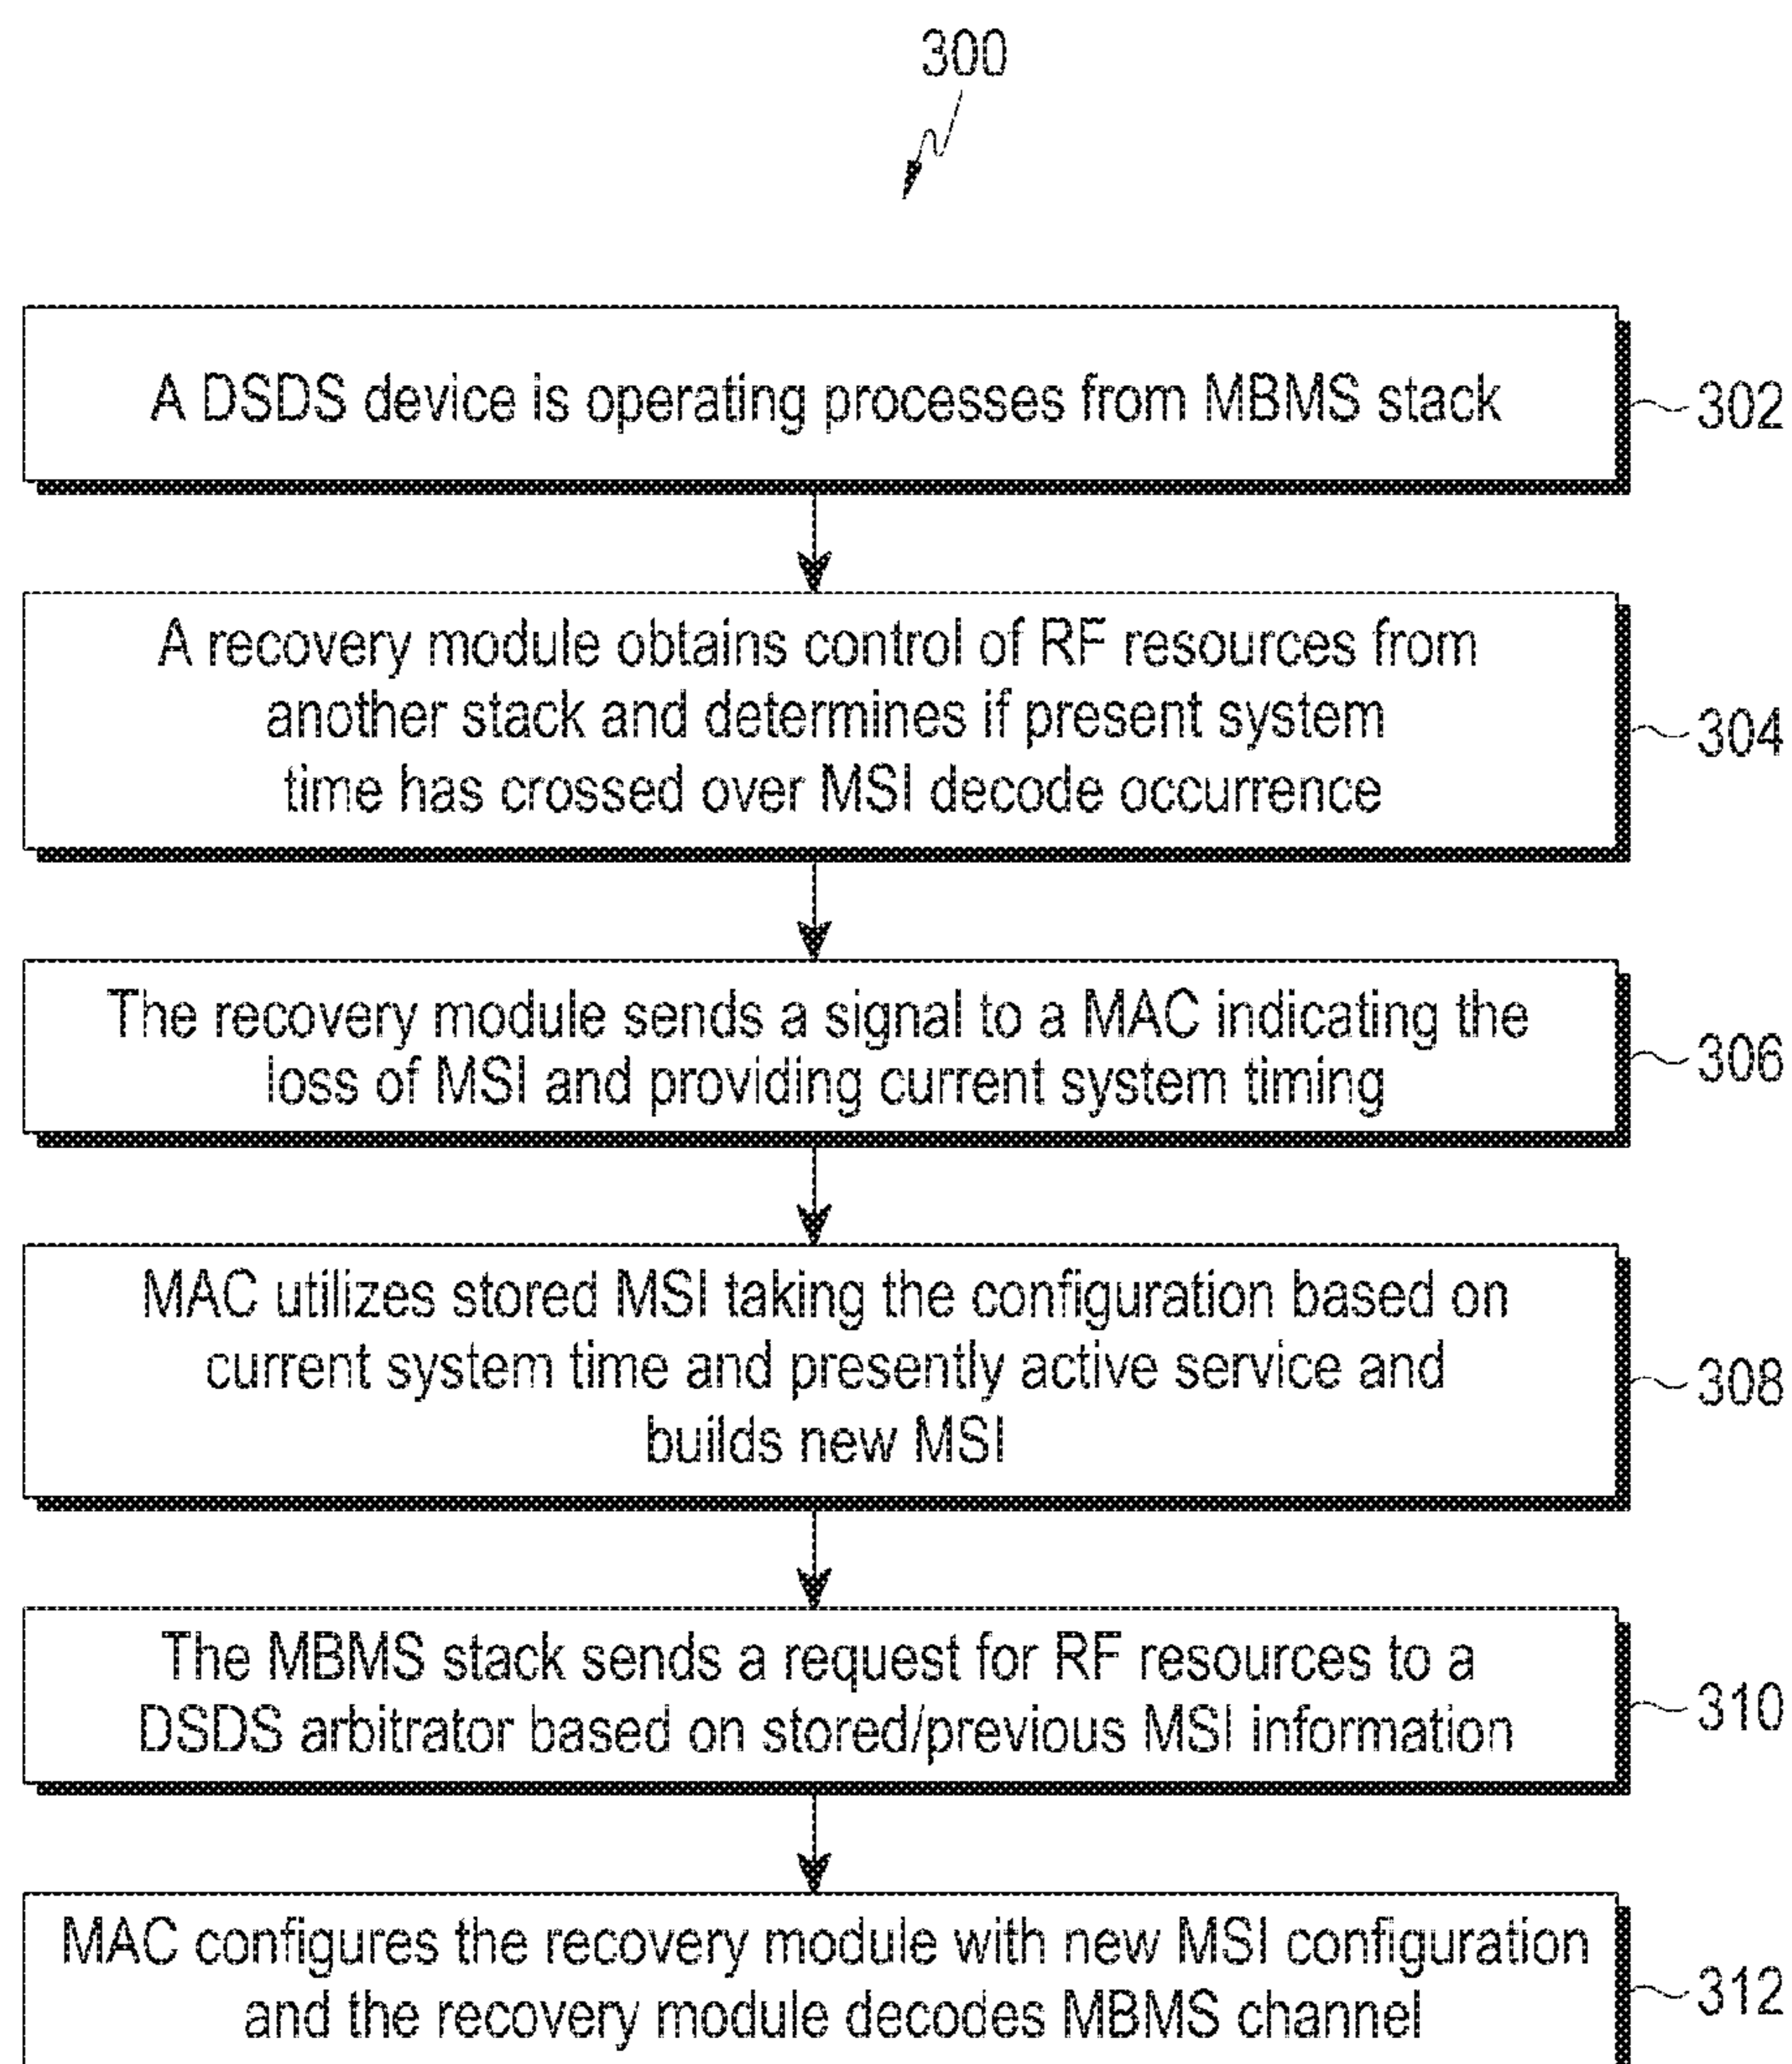 300
A DSDS device is operating processes from MBMS stack
302
A recovery module obtains control of RF resources from
another stack and determines if present system
time has crossed over MSI decode occurrence
304
The recovery module sends a signal to a MAC indicating the
loss of MSI and providing current system timing
306
MAC utilizes stored MSI taking the configuration based on
current system time and presently active service and
builds new MSI
308
The MBMS stack sends a request for RF resources to a
DSDS arbitrator based on stored/previous MSI information
310
MAC configures the recovery module with new MSI configuration
and the recovery module decodes MBMS channel
312